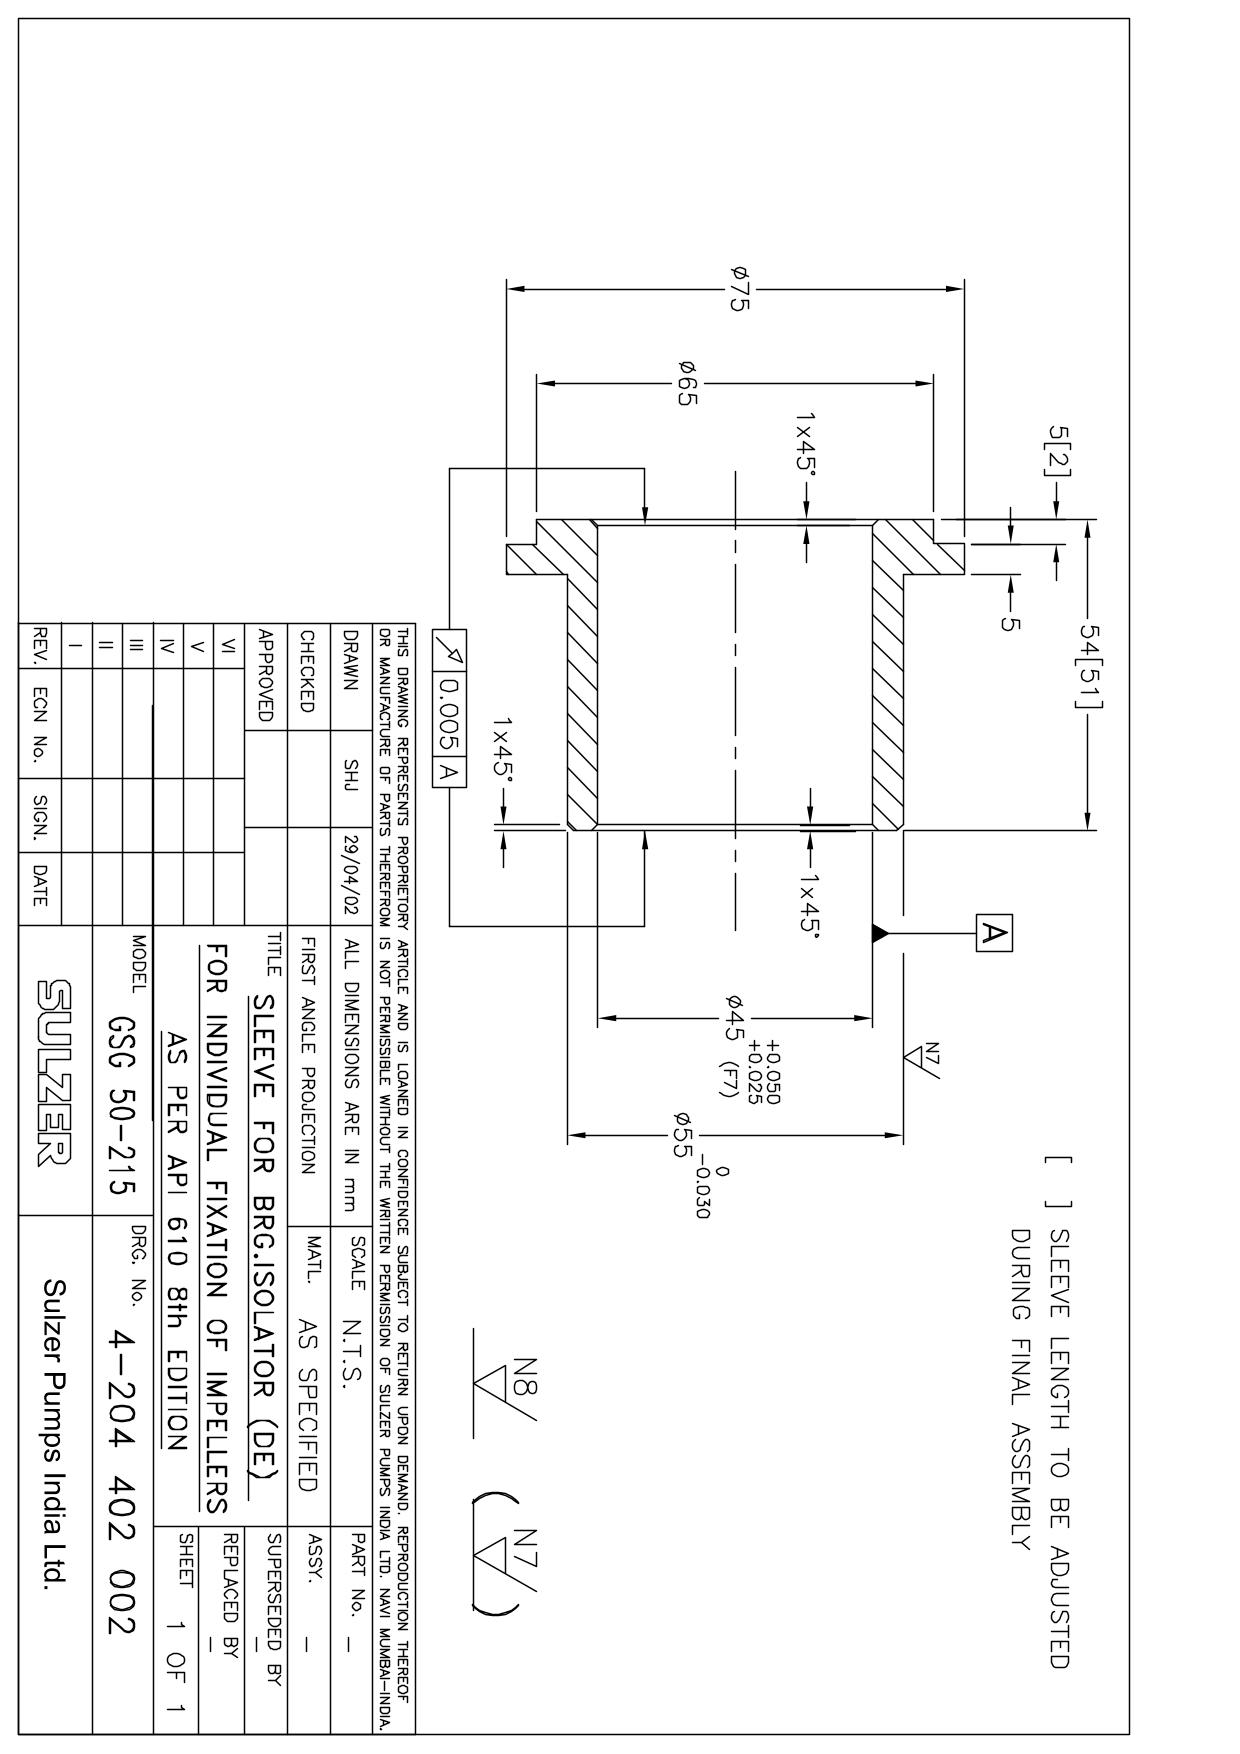 Ø75
Ø65
1x45°
5[2]
5
54[51]
1x45°
1x45°
A
Ø45 +0.050 +0.025 (F7)
Ø55 0 -0.030
N7
0.005 A
[ ] SLEEVE LENGTH TO BE ADJUSTED
DURING FINAL ASSEMBLY
N8 (N7)
THIS DRAWING REPRESENTS PROPRIETORY ARTICLE AND IS LOANED IN CONFIDENCE SUBJECT TO RETURN UPON DEMAND. REPRODUCTION THEREOF
OR MANUFACTURE OF PARTS THEREFROM IS NOT PERMISSIBLE WITHOUT THE WRITTEN PERMISSION OF SULZER PUMPS INDIA LTD. NAVI MUMBAI-INDIA.
DRAWN SHJ 29/04/02 ALL DIMENSIONS ARE IN mm SCALE N.T.S. PART No. –
CHECKED FIRST ANGLE PROJECTION MATL. AS SPECIFIED ASSY. –
APPROVED TITLE SLEEVE FOR BRG.ISOLATOR (DE) SUPERSEDED BY –
VI FOR INDIVIDUAL FIXATION OF IMPELLERS REPLACED BY –
V
IV AS PER API 610 8th EDITION SHEET 1 OF 1
III MODEL GSG 50-215 DRG. No. 4-204 402 002
II
I
REV. ECN No. SIGN. DATE SULZER Sulzer Pumps India Ltd.